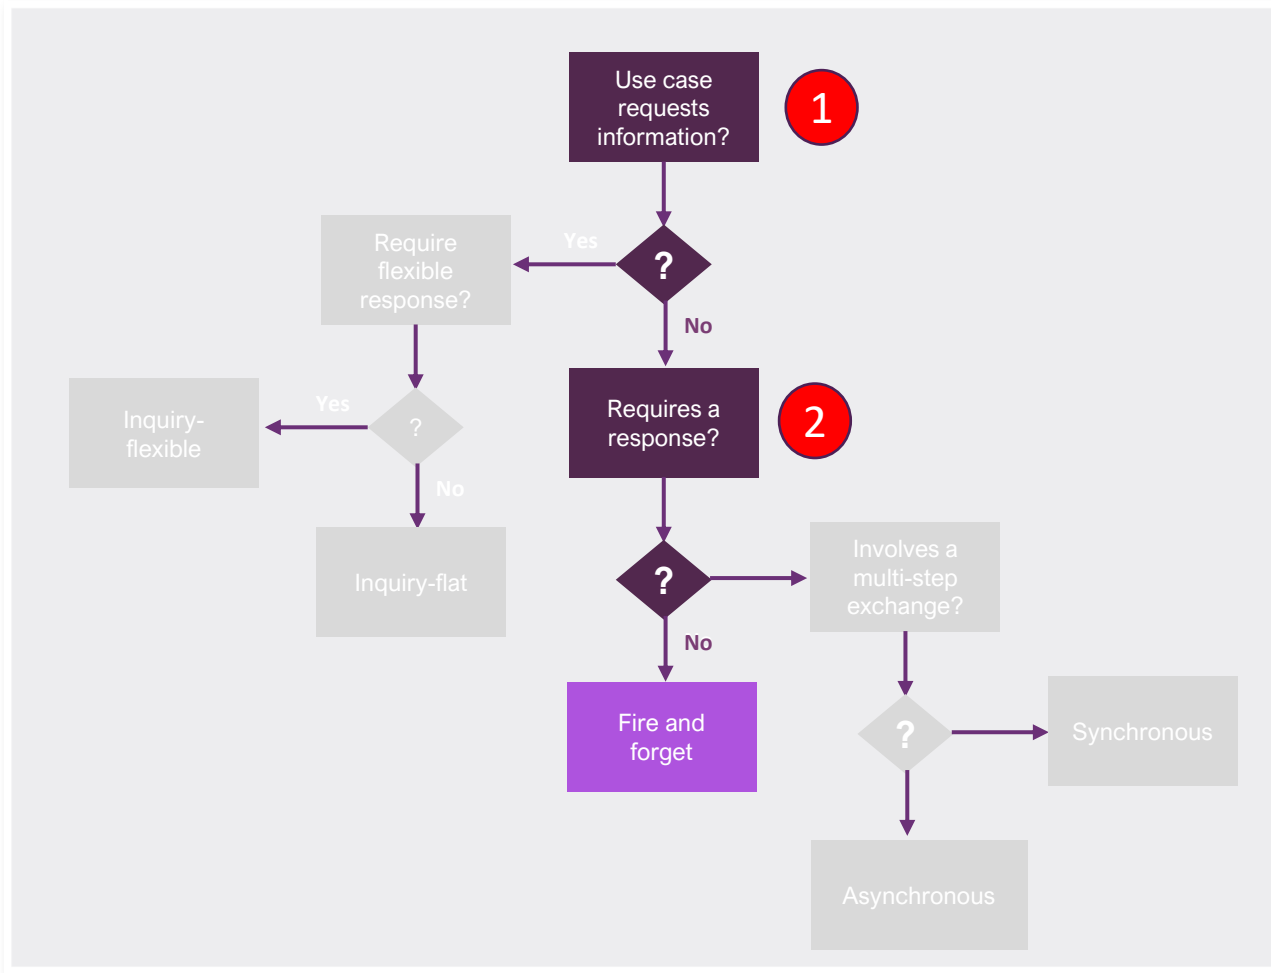 Use case
requests
information?
1
Yes
?
Require
flexible
response?
No
Yes
?
Inquiry-
flexible
Requires a
response?
2
No
Inquiry-flat
?
Involves a
multi-step
exchange?
No
Fire and
forget
?
Synchronous
Asynchronous